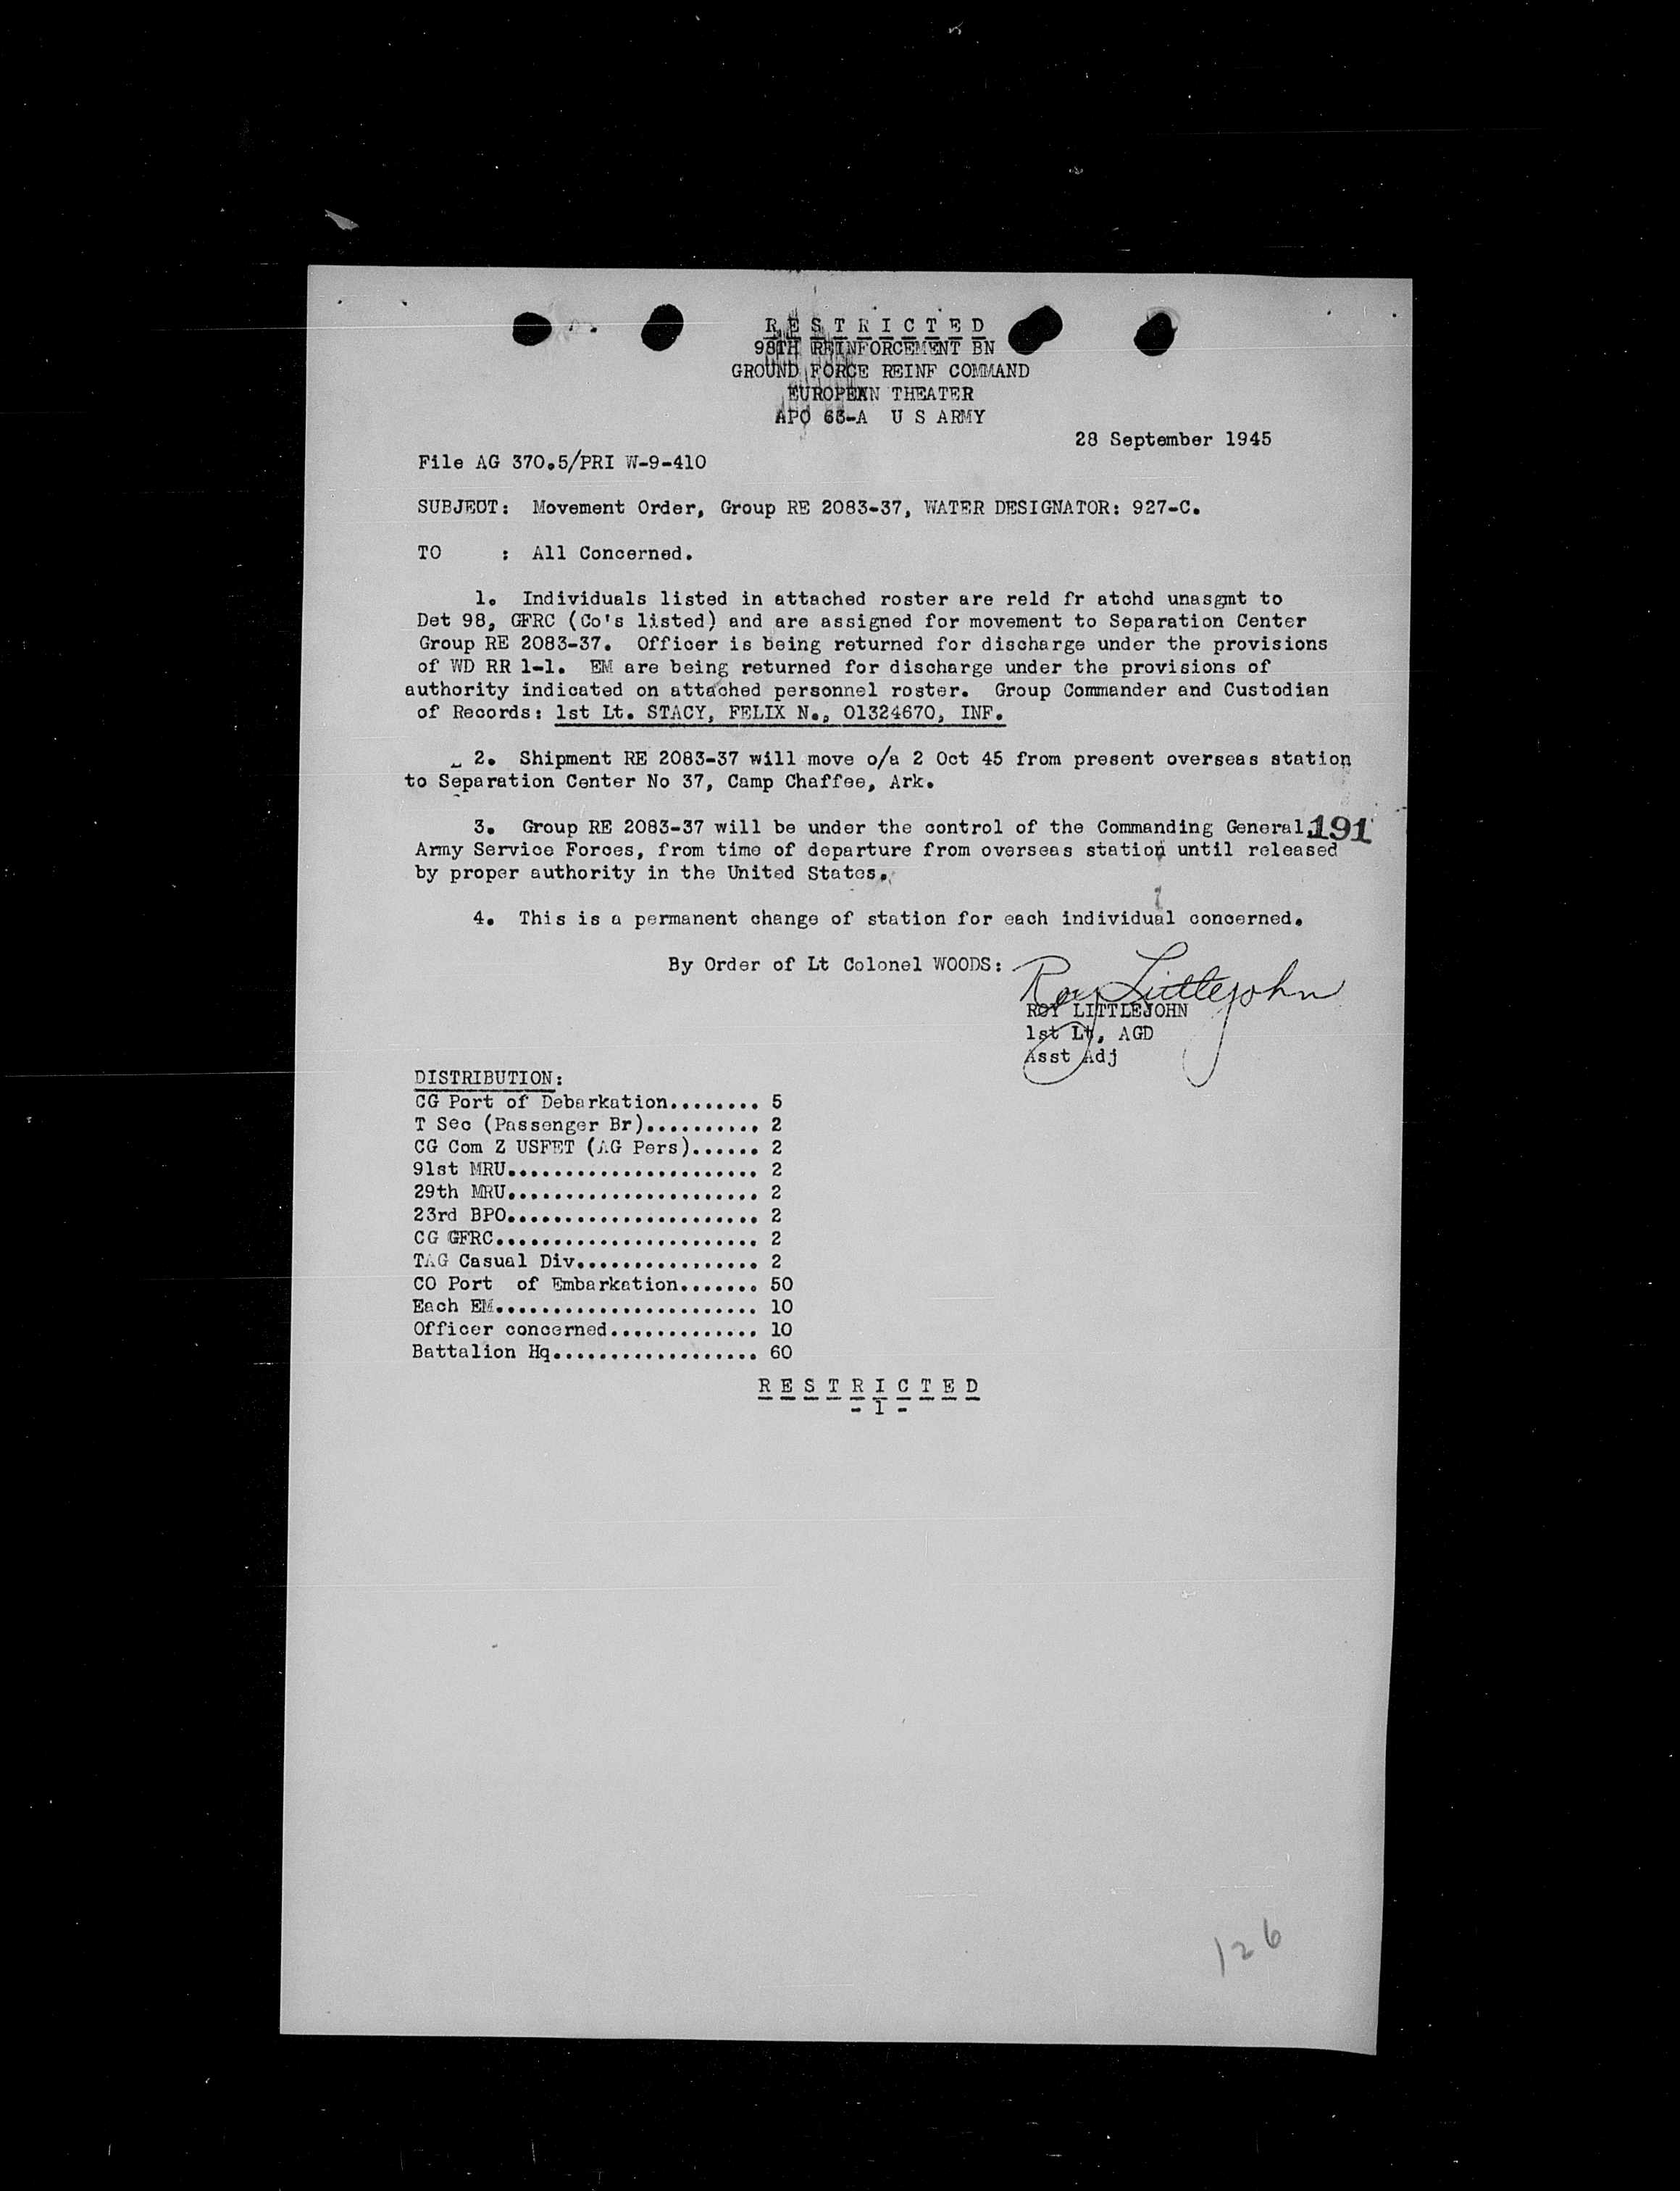 R E S T R I C T E D
98TH REINFORCEMENT BN
GROUND FORCE REINF COMMAND
EUROPEAN THEATER
APO 63-A U S ARMY
28 September 1945
File AG 370.5/PRI W-9-410
SUBJECT: Movement Order, Group RE 2083-37, WATER DESIGNATOR: 927-C.
TO : All Concerned.
1. Individuals listed in attached roster are reld fr atchd unasgmt to
Det 98, GFRC (Co's listed) and are assigned for movement to Separation Center
Group RE 2083-37. Officer is being returned for discharge under the provisions
of WD RR 1-1. EM are being returned for discharge under the provisions of
authority indicated on attached personnel roster. Group Commander and Custodian
of Records: 1st Lt. STACY, FELIX N., 01324670, INF.
2. Shipment RE 2083-37 will move o/a 2 Oct 45 from present overseas station
to Separation Center No 37, Camp Chaffee, Ark.
3. Group RE 2083-37 will be under the control of the Commanding General, 191
Army Service Forces, from time of departure from overseas station until released
by proper authority in the United States.
4. This is a permanent change of station for each individual concerned.
By Order of Lt Colonel WOODS:
Roy Littlejohn
ROY LITTLEJOHN
1st Lt, AGD
Asst Adj
DISTRIBUTION:
CG Port of Debarkation........ 5
T Sec (Passenger Br).......... 2
CG Com Z USFET (AG Pers)...... 2
91st MRU...................... 2
29th MRU...................... 2
23rd BPO...................... 2
CG GFRC....................... 2
TAG Casual Div................ 2
CO Port of Embarkation....... 50
Each EM....................... 10
Officer concerned............. 10
Battalion Hq.................. 60
R E S T R I C T E D
- 1 -
126